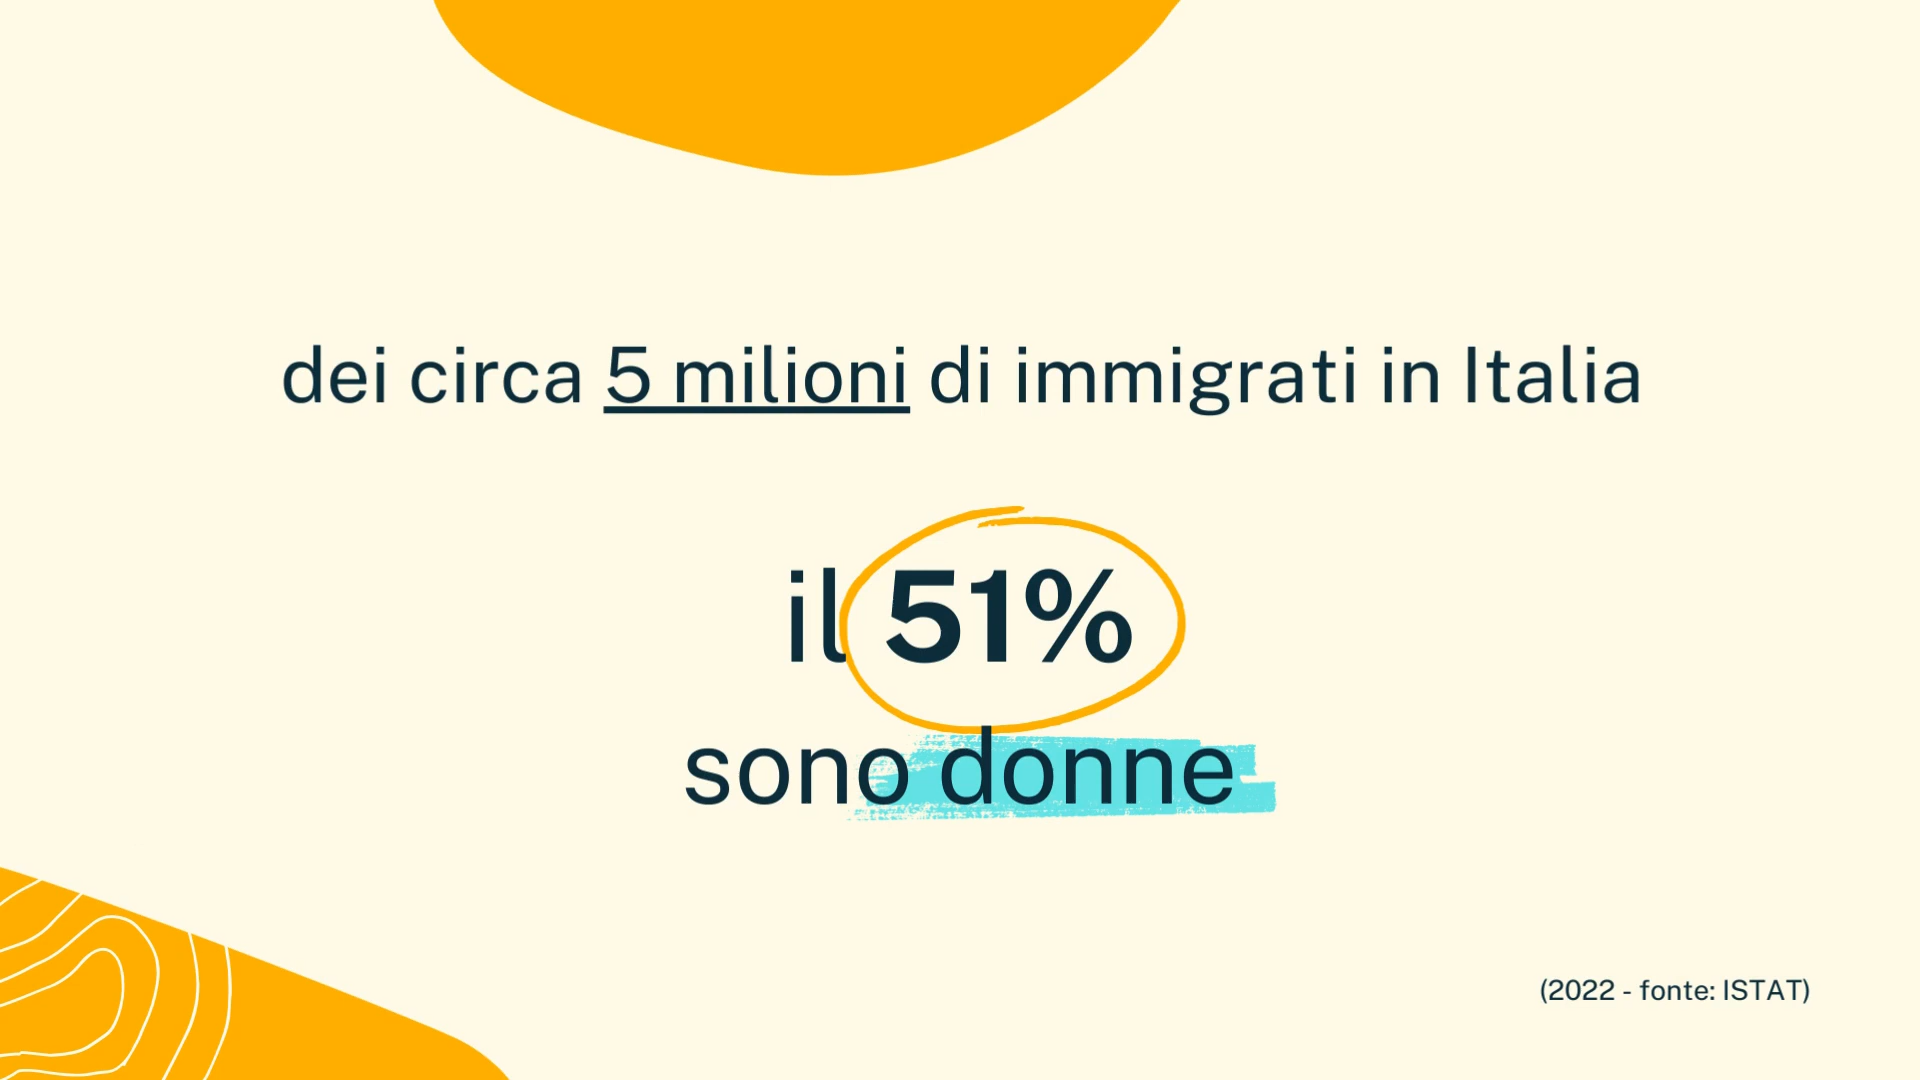 dei circa 5 milioni di immigrati in Italia
il 51%
sono donne
(2022 - fonte: ISTAT)